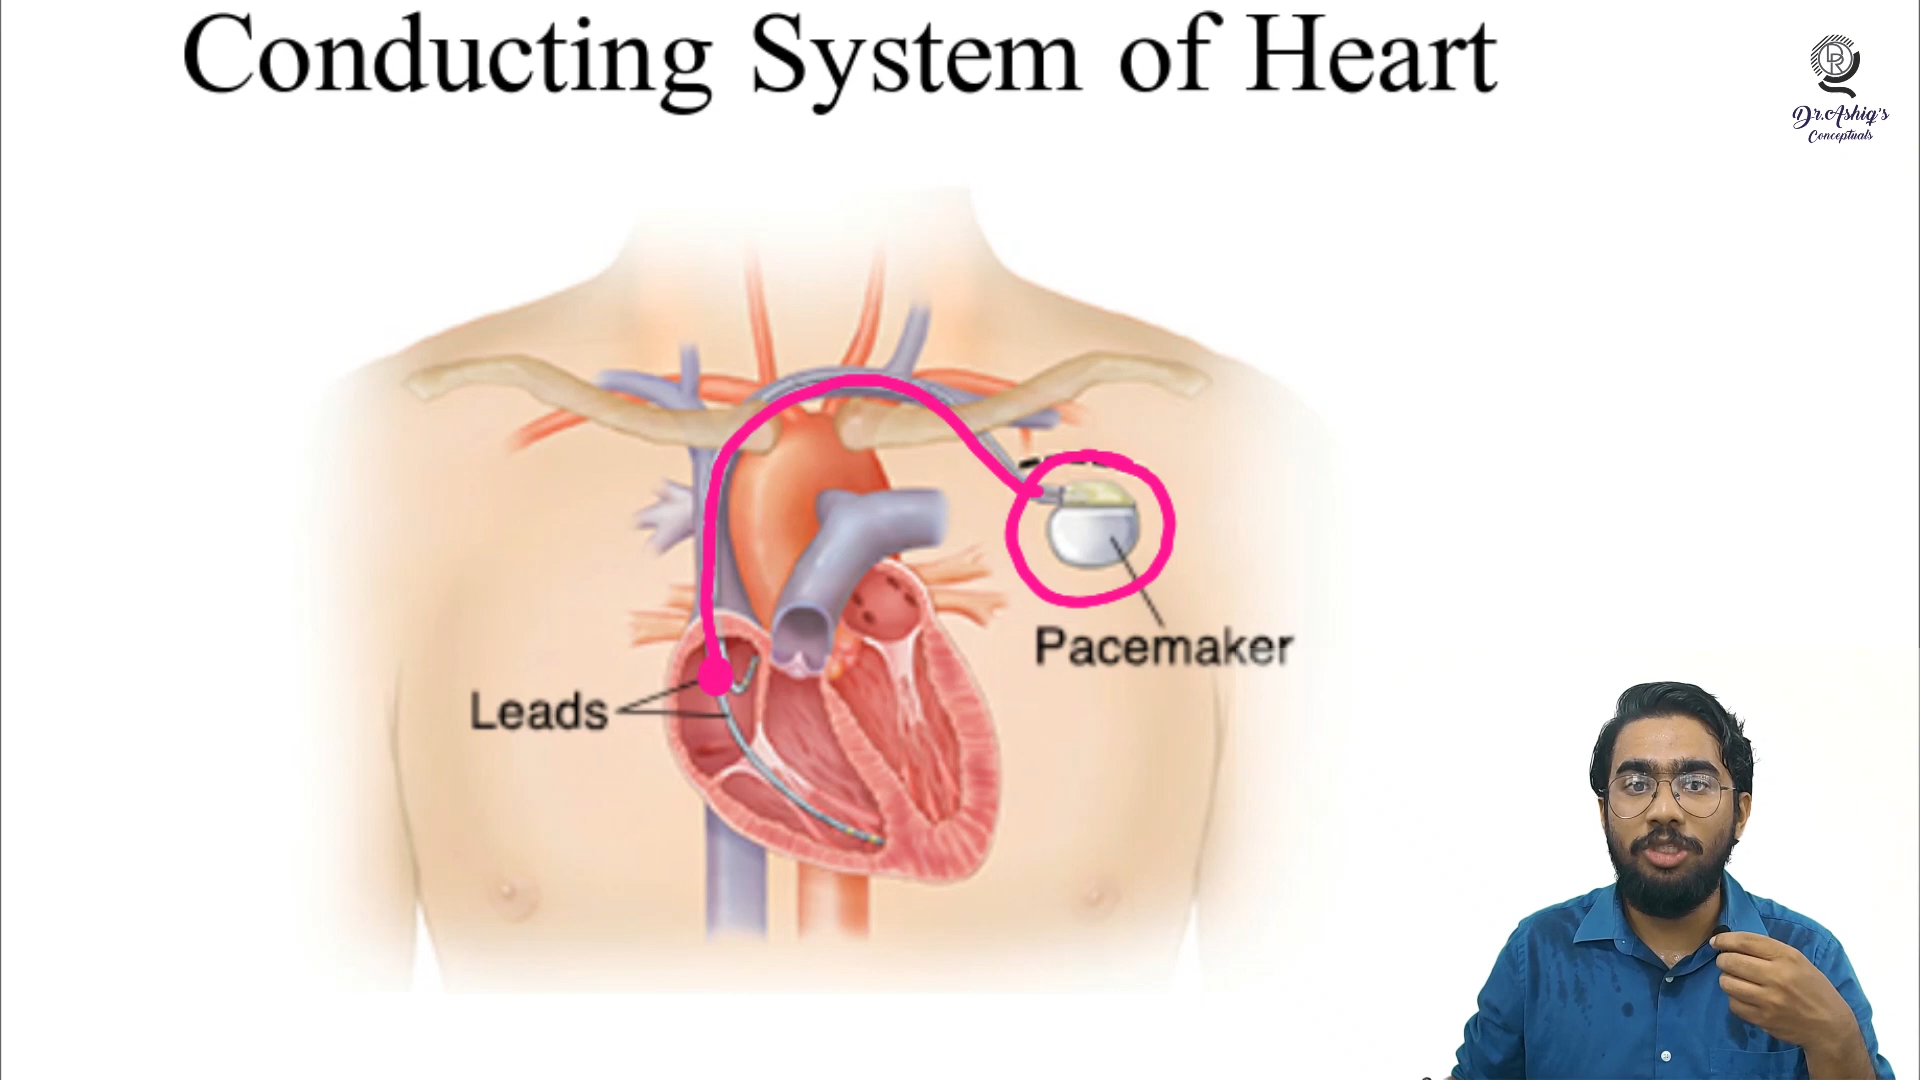 Conducting System of Heart
Dr.Ashiq's
Conceptuals
Pacemaker
Leads